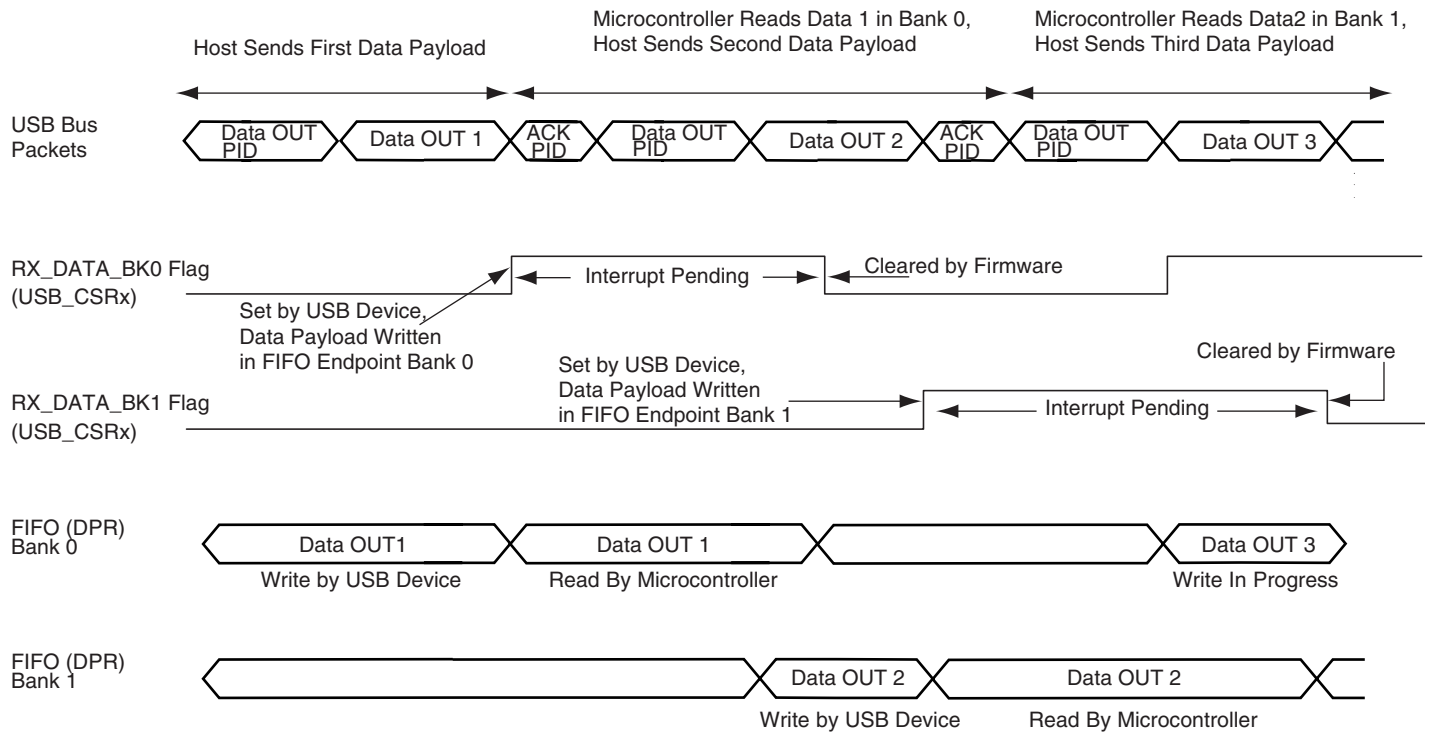 Host Sends First Data Payload
Microcontroller Reads Data 1 in Bank 0,
Host Sends Second Data Payload
Microcontroller Reads Data2 in Bank 1,
Host Sends Third Data Payload
USB Bus
Packets
Data OUT
PID
Data OUT 1
ACK
PID
Data OUT
PID
Data OUT 2
ACK
PID
Data OUT
PID
Data OUT 3
RX_DATA_BK0 Flag
(USB_CSRx)
Interrupt Pending
Cleared by Firmware
Set by USB Device,
Data Payload Written
in FIFO Endpoint Bank 0
RX_DATA_BK1 Flag
(USB_CSRx)
Set by USB Device,
Data Payload Written
in FIFO Endpoint Bank 1
Interrupt Pending
Cleared by Firmware
FIFO (DPR)
Bank 0
Data OUT1
Write by USB Device
Data OUT 1
Read By Microcontroller
Data OUT 3
Write In Progress
FIFO (DPR)
Bank 1
Data OUT 2
Write by USB Device
Data OUT 2
Read By Microcontroller